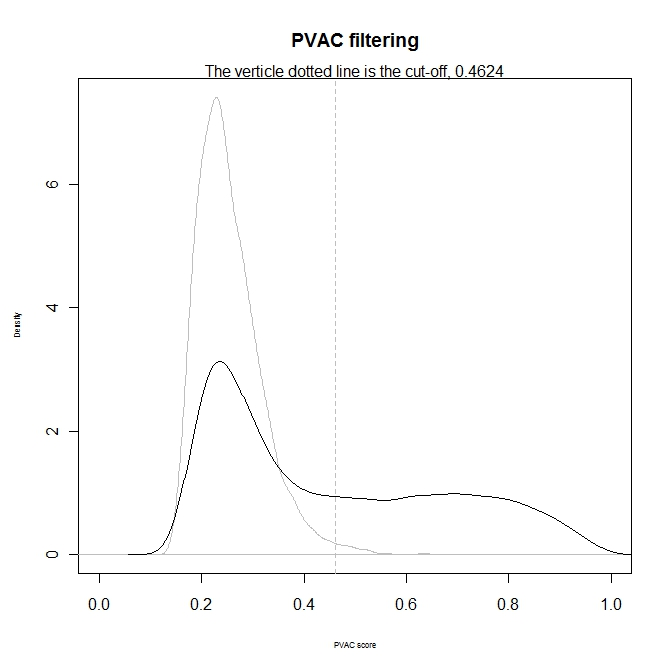 PVAC filtering
The verticle dotted line is the cut-off, 0.4624
6
4
Density
2
0
0.0 0.2 0.4 0.6 0.8 1.0
PVAC score